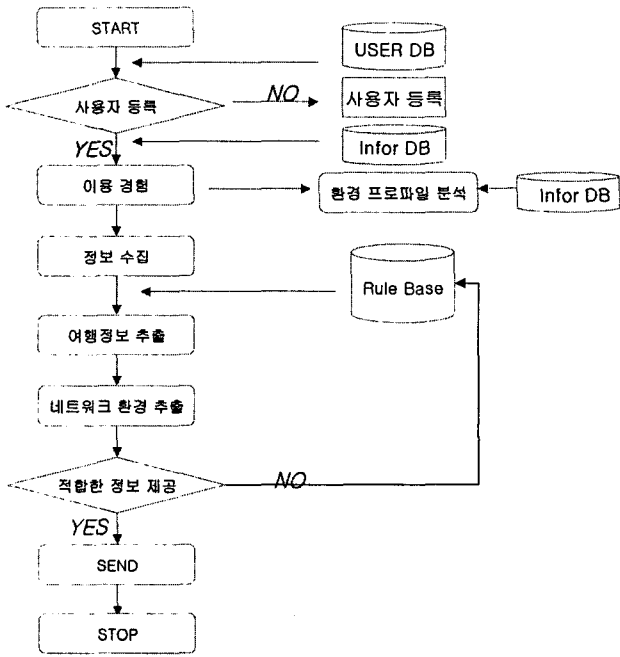 START
USER DB
사용자 등록
NO
사용자 등록
YES
Infor DB
이용 경험
환경 프로파일 분석
Infor DB
정보 수집
Rule Base
여행정보 추출
네트워크 환경 추출
적합한 정보 제공
NO
YES
SEND
STOP